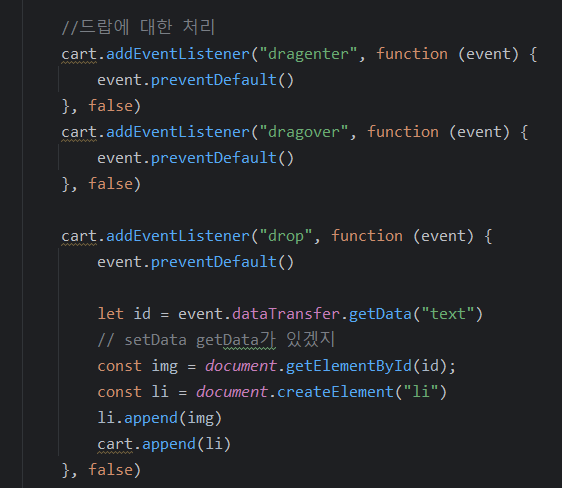 //드랍에 대한 처리
cart.addEventListener("dragenter", function (event) {
    event.preventDefault()
}, false)
cart.addEventListener("dragover", function (event) {
    event.preventDefault()
}, false)

cart.addEventListener("drop", function (event) {
    event.preventDefault()

    let id = event.dataTransfer.getData("text")
    // setData getData가 있겠지
    const img = document.getElementById(id);
    const li = document.createElement("li")
    li.append(img)
    cart.append(li)
}, false)